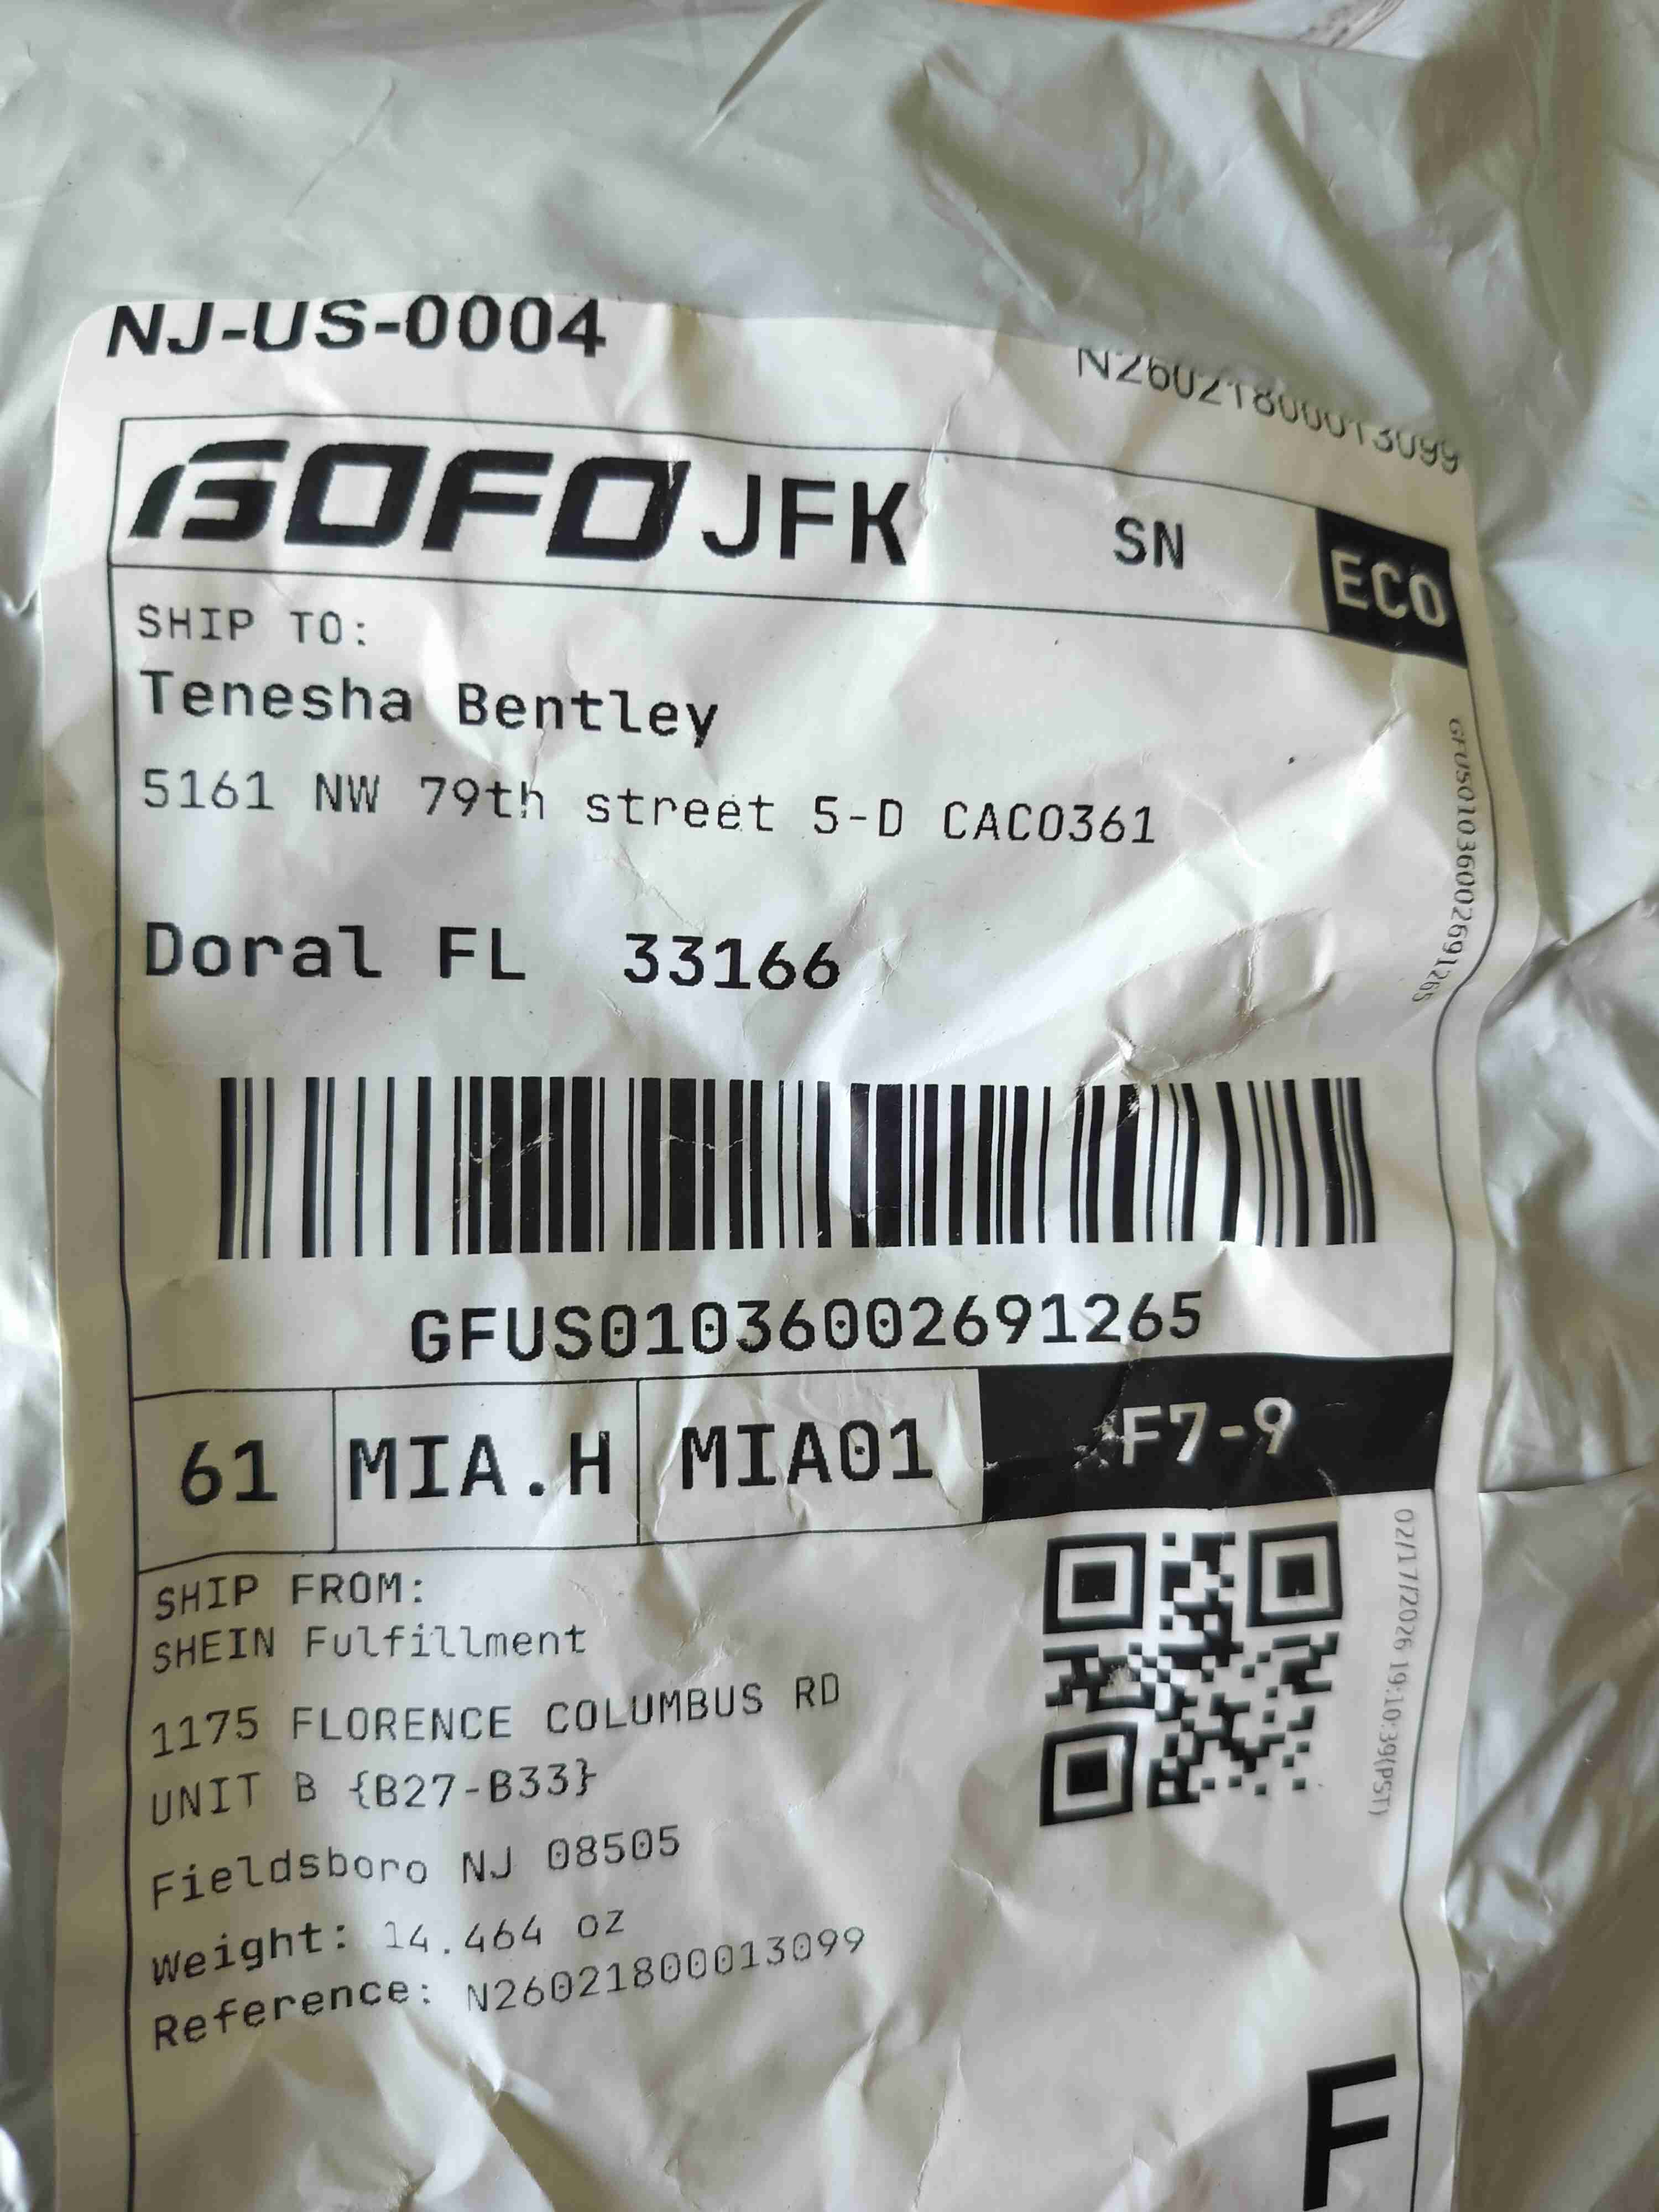 NJ-US-0004
N26021800013099
GOFO JFK SN ECO
SHIP TO:
Tenesha Bentley
5161 NW 79th street 5-D CACO361
Doral FL 33166
GFUS01036002691265
GFUS01036002691265
61 MIA.H MIA01 F7-9
SHIP FROM:
SHEIN Fulfillment
1175 FLORENCE COLUMBUS RD
UNIT B {B27-B33}
Fieldsboro NJ 08505
Weight: 14.464 oz
Reference: N26021800013099
02/17/2026 19:10:39(PST)
F